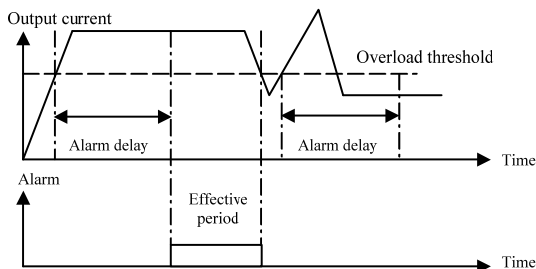 Output current
Overload threshold
Alarm delay
Alarm delay
Time
Alarm
Effective
period
Time